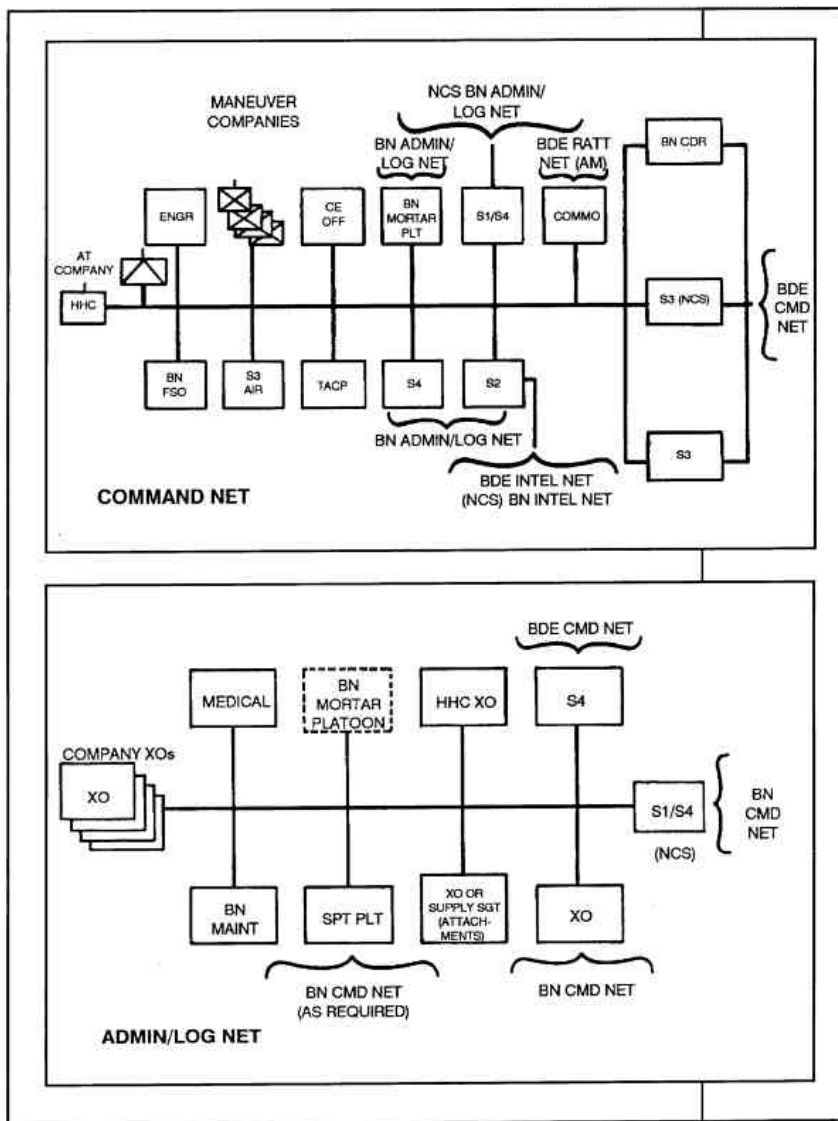 MANEUVER
COMPANIES
NCS BN ADMIN/
LOG NET
BN ADMIN/
LOG NET
BDE RATT
NET (AM)
BN CDR
ENGR
CE
OFF
BN
MORTAR
PLT
S1/S4
COMMO
AT
COMPANY
HHC
S3 (NCS)
BDE
CMD
NET
BN
FSO
S3
AIR
TACP
S4
S2
BN ADMIN/LOG NET
S3
BDE INTEL NET
(NCS) BN INTEL NET
COMMAND NET
BDE CMD NET
MEDICAL
BN
MORTAR
PLATOON
HHC XO
S4
COMPANY XOs
XO
S1/S4
(NCS)
BN
CMD
NET
BN
MAINT
SPT PLT
XO OR
SUPPLY SGT
(ATTACH-
MENTS)
XO
BN CMD NET
(AS REQUIRED)
BN CMD NET
ADMIN/LOG NET